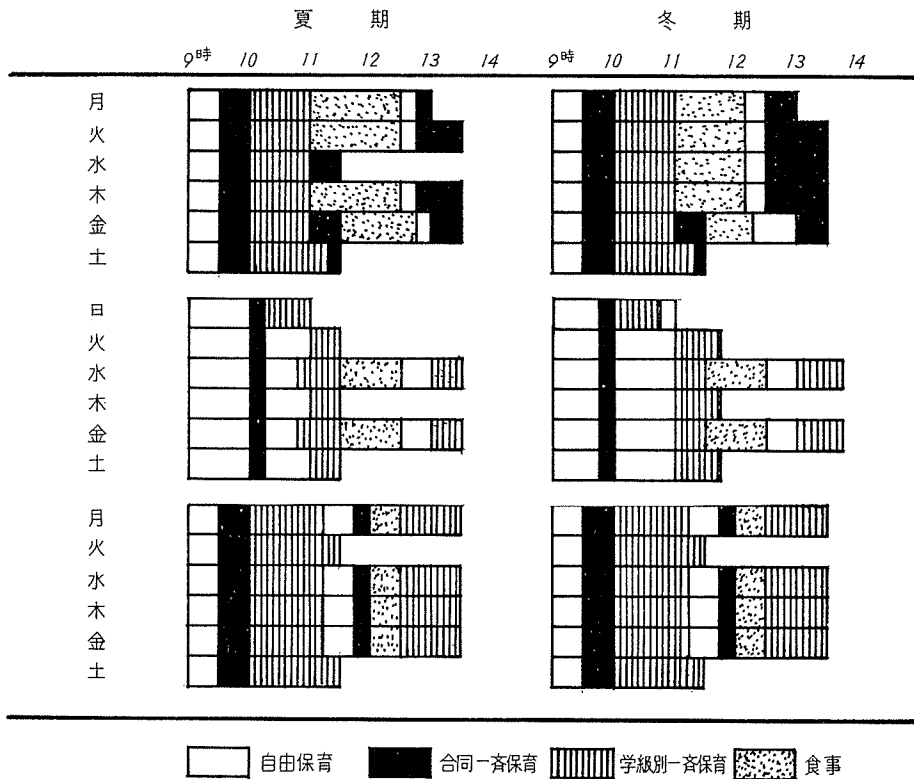 夏 期 冬 期
9時 10 11 12 13 14 9時 10 11 12 13 14
月
火
水
木
金
土
日
火
水
木
金
土
月
火
水
木
金
土
自由保育 合同一斉保育 学級別一斉保育 食事